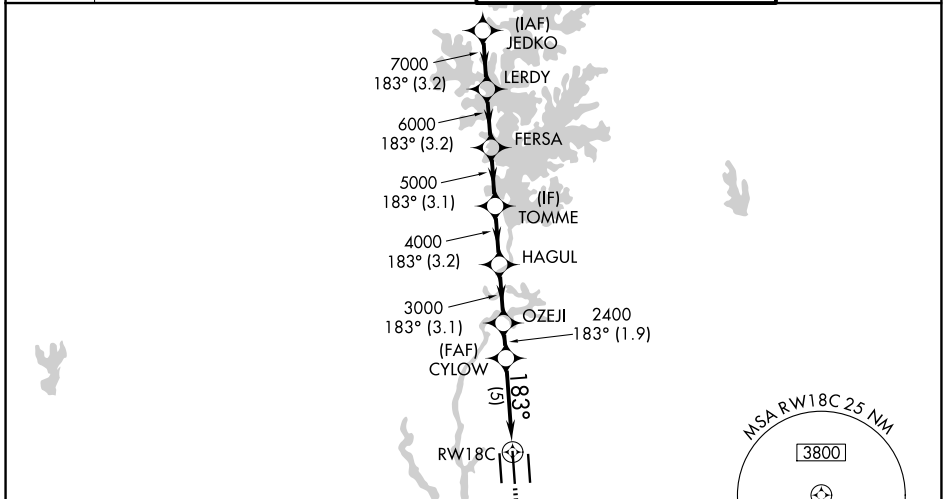 (IAF)
JEDKO
7000
183° (3.2)
LERDY
6000
183° (3.2)
FERSA
5000
183° (3.1)
(IF)
TOMME
4000
183° (3.2)
HAGUL
3000
183° (3.1)
OZEJI
2400
183° (1.9)
(FAF)
CYLOW
183°
(5)
RW18C
MSA RW18C 25 NM
3800